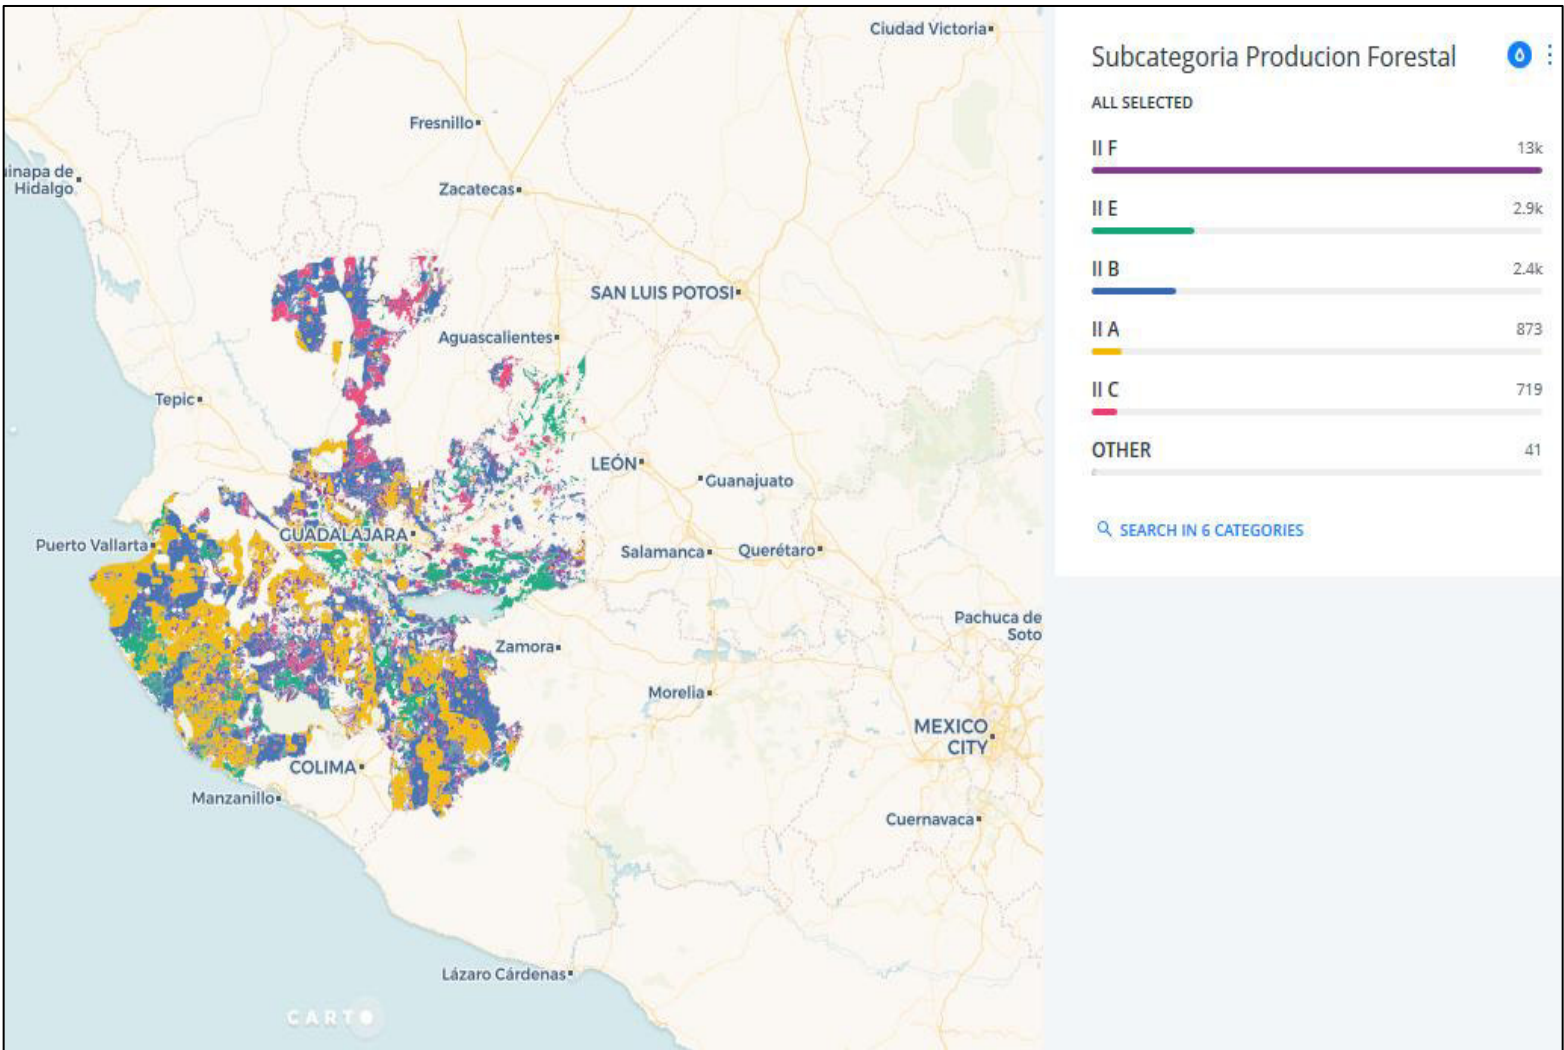 Ciudad Victoria
Fresnillo
inapa de
Hidalgo
Zacatecas
SAN LUIS POTOSI
Aguascalientes
Tepic
LEÓN
Guanajuato
GUADALAJARA
Puerto Vallarta
Salamanca
Querétaro
Pachuca de
Soto
Zamora
Morelia
MEXICO
CITY
COLIMA
Manzanillo
Cuernavaca
Lázaro Cárdenas
CARTO
Subcategoria Producion Forestal
ALL SELECTED
II F 13k
II E 2.9k
II B 2.4k
II A 873
II C 719
OTHER 41
SEARCH IN 6 CATEGORIES